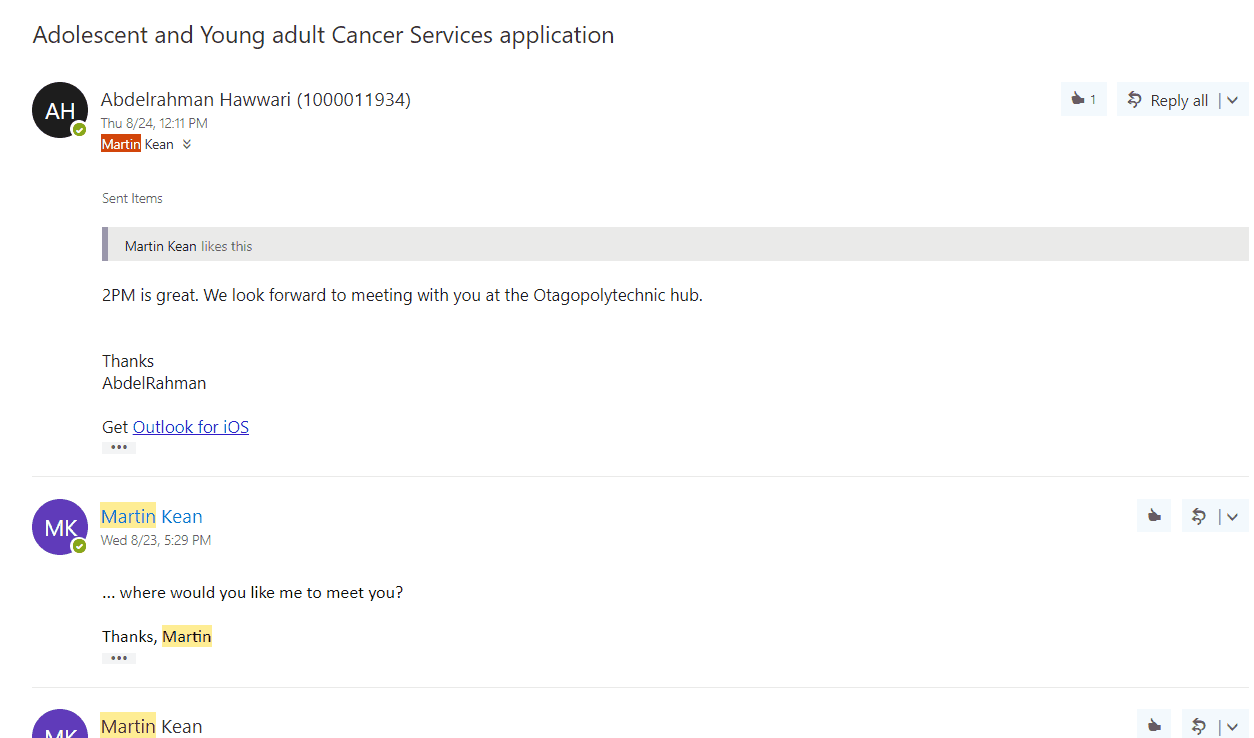 Adolescent and Young adult Cancer Services application
AH
Abdelrahman Hawwari (1000011934)
1
Reply all
Thu 8/24, 12:11 PM
Martin Kean
Sent Items
Martin Kean likes this
2PM is great. We look forward to meeting with you at the Otagopolytechnic hub.
Thanks
AbdelRahman
Get Outlook for iOS
•••
MK
Martin Kean
Wed 8/23, 5:29 PM
... where would you like me to meet you?
Thanks, Martin
•••
MK
Martin Kean